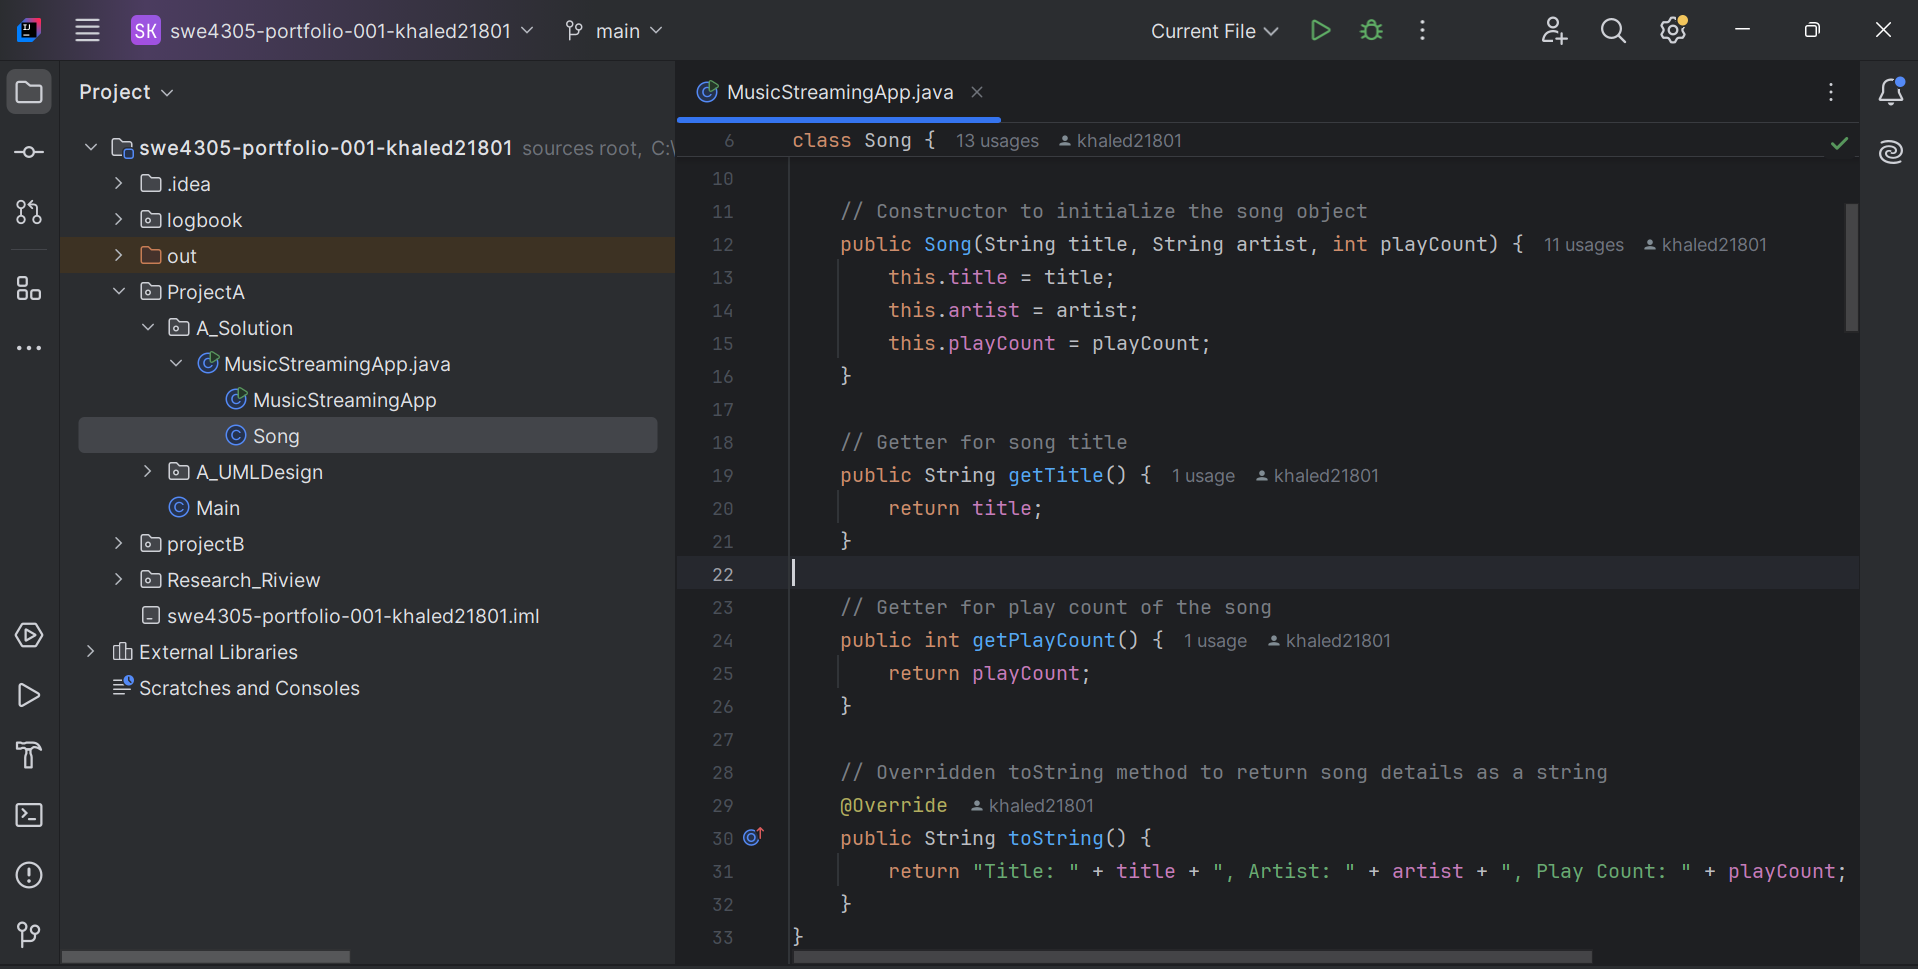 SK swe4305-portfolio-001-khaled21801 main Current File
Project
swe4305-portfolio-001-khaled21801 sources root, C:\
.idea
logbook
out
ProjectA
A_Solution
MusicStreamingApp.java
MusicStreamingApp
Song
A_UMLDesign
Main
projectB
Research_Riview
swe4305-portfolio-001-khaled21801.iml
External Libraries
Scratches and Consoles
MusicStreamingApp.java
6 class Song { 13 usages khaled21801
10
11 // Constructor to initialize the song object
12 public Song(String title, String artist, int playCount) { 11 usages khaled21801
13 this.title = title;
14 this.artist = artist;
15 this.playCount = playCount;
16 }
17
18 // Getter for song title
19 public String getTitle() { 1 usage khaled21801
20 return title;
21 }
22
23 // Getter for play count of the song
24 public int getPlayCount() { 1 usage khaled21801
25 return playCount;
26 }
27
28 // Overridden toString method to return song details as a string
29 @Override khaled21801
30 public String toString() {
31 return "Title: " + title + ", Artist: " + artist + ", Play Count: " + playCount;
32 }
33 }